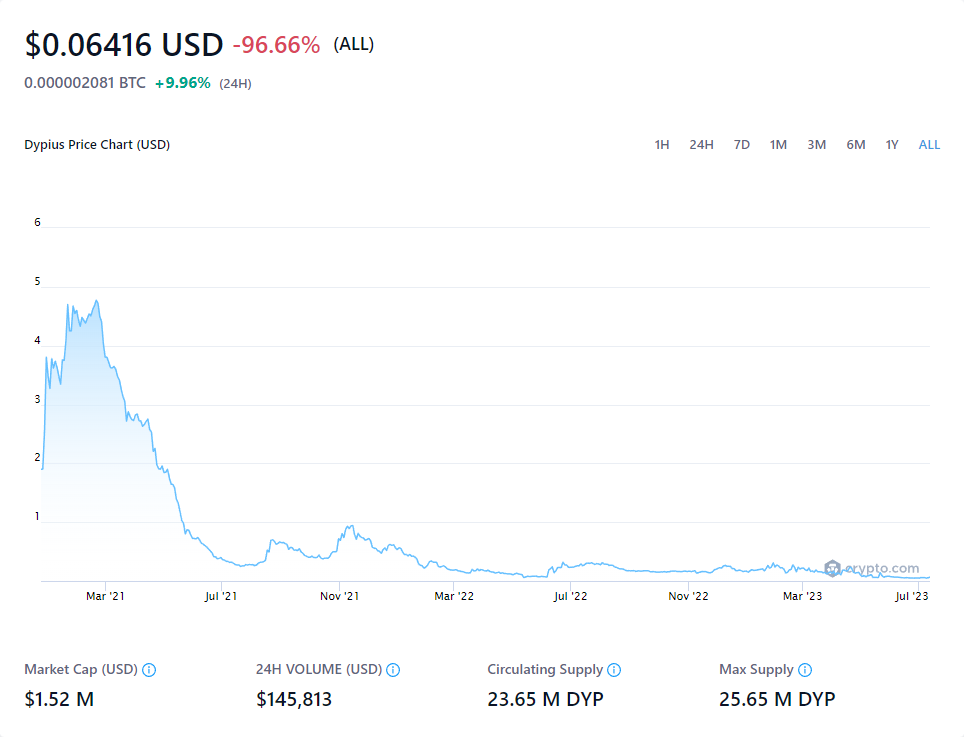 $0.06416 USD -96.66% (ALL)
0.000002081 BTC +9.96% (24H)
Dypius Price Chart (USD)
1H 24H 7D 1M 3M 6M 1Y ALL
6
5
4
3
2
1
crypto.com
Mar '21 Jul '21 Nov '21 Mar '22 Jul '22 Nov '22 Mar '23 Jul '23
Market Cap (USD) 24H VOLUME (USD) Circulating Supply Max Supply
$1.52 M $145,813 23.65 M DYP 25.65 M DYP